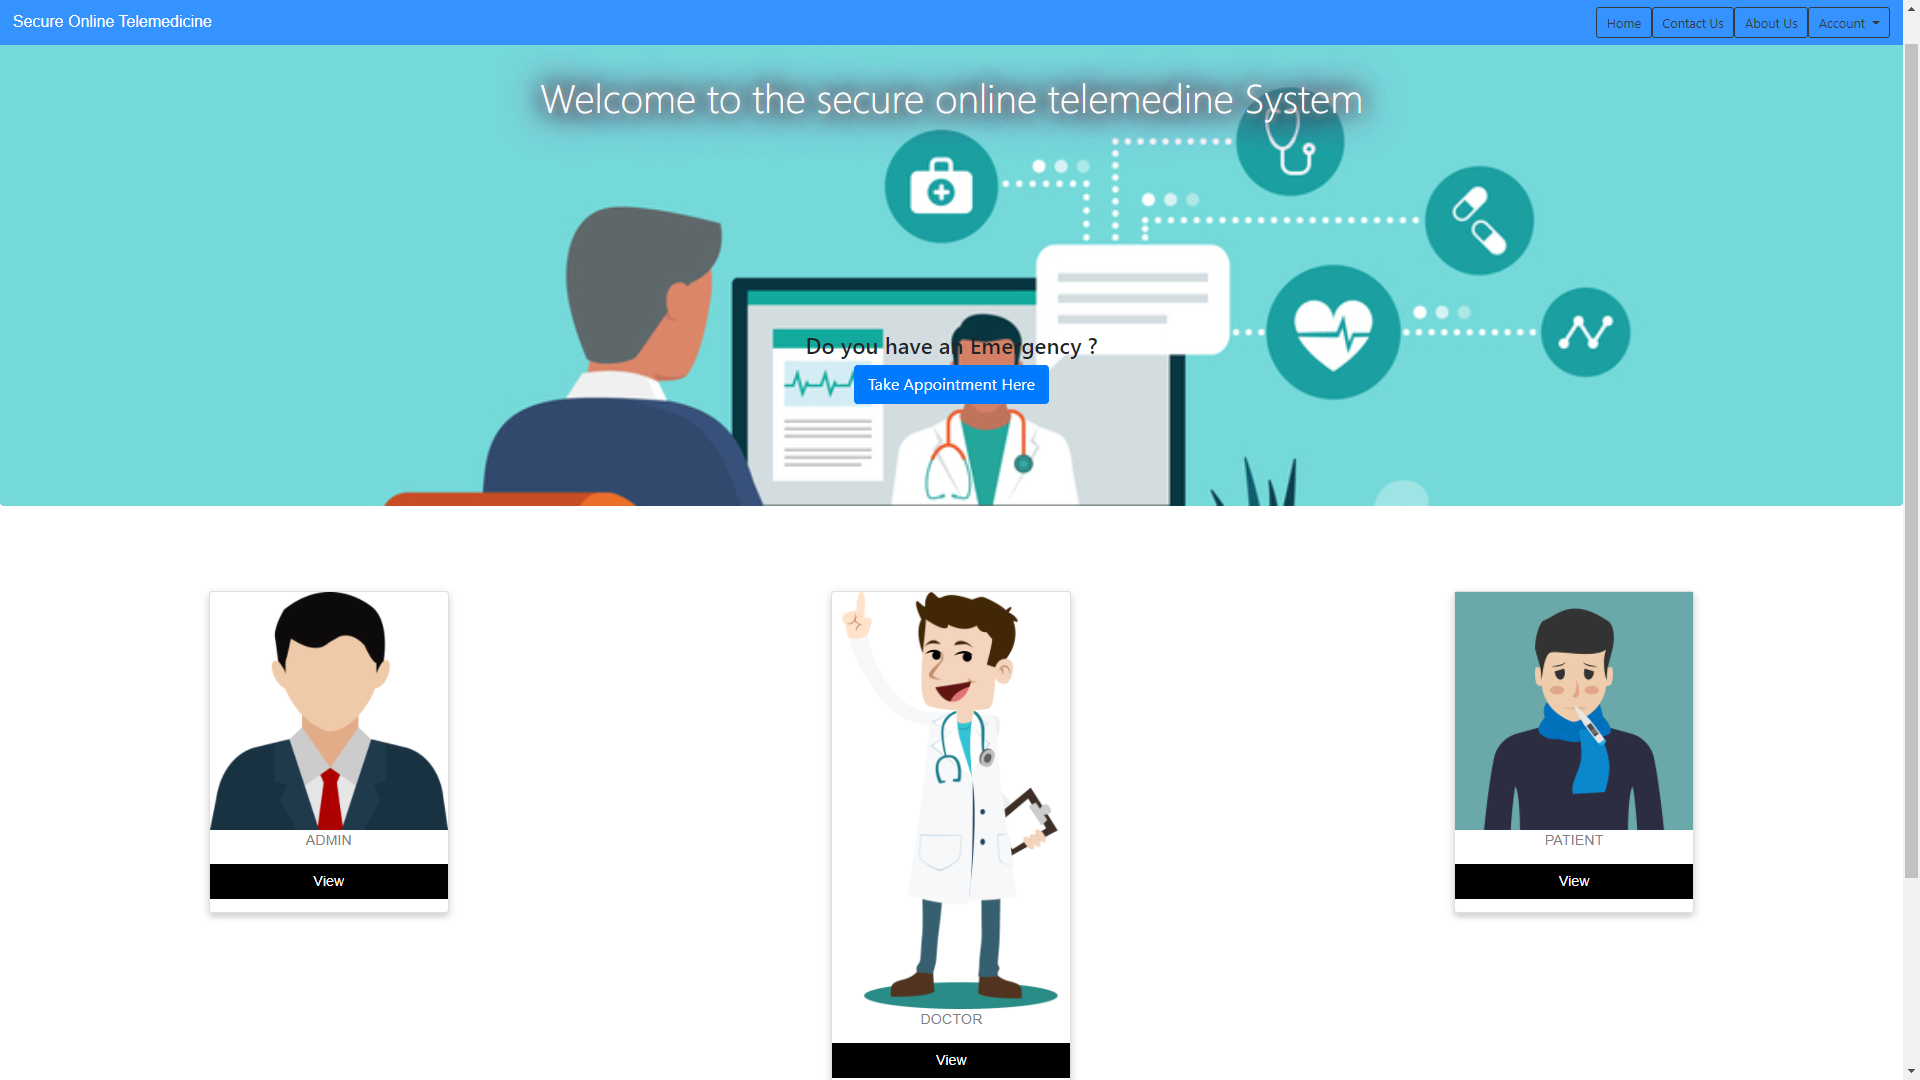 Secure Online Telemedicine
Home
Contact Us
About Us
Account
Welcome to the secure online telemedine System
Do you have an Emergency ?
Take Appointment Here
ADMIN
View
DOCTOR
View
PATIENT
View